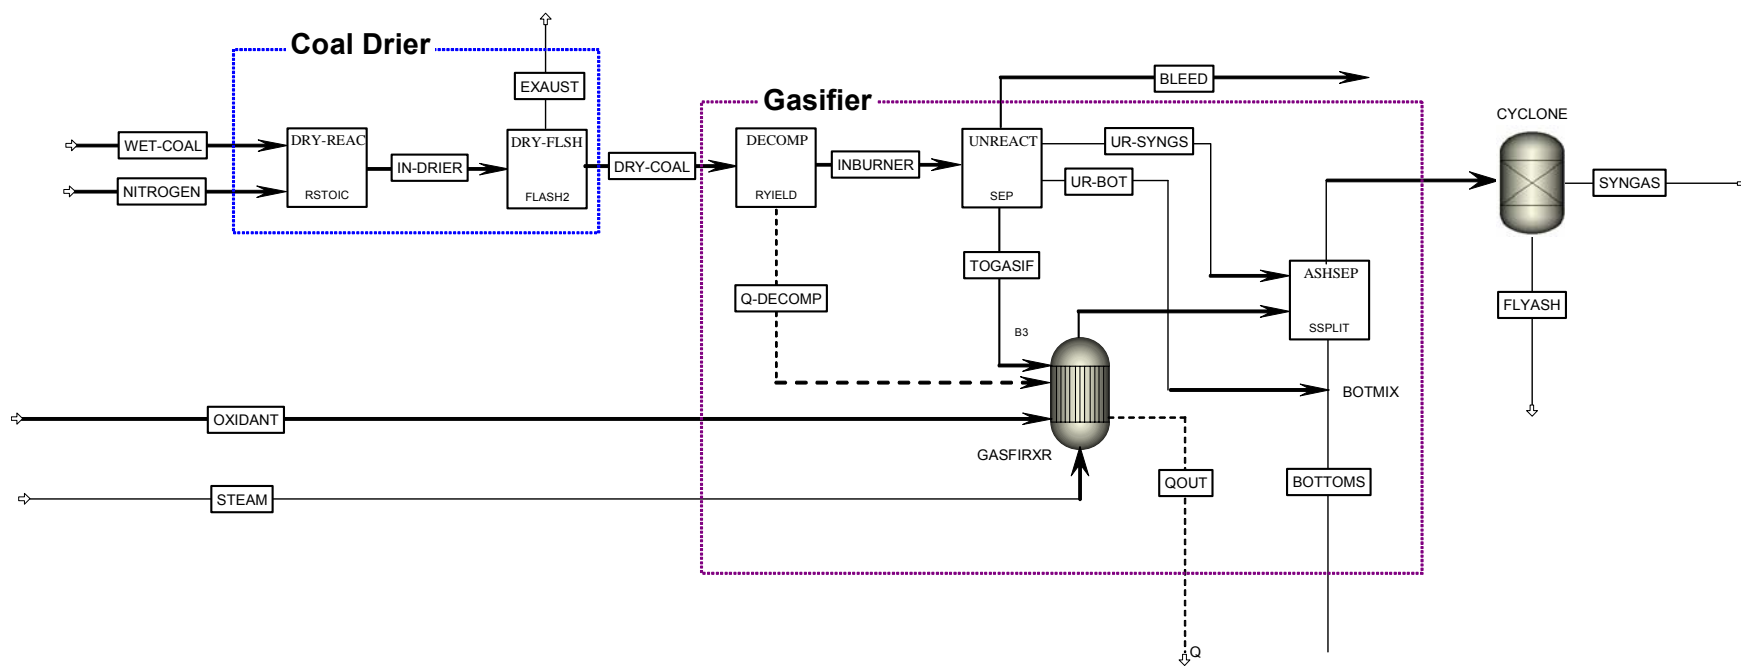 Coal Drier
EXAUST
WET-COAL
NITROGEN
DRY-REAC
RSTOIC
IN-DRIER
DRY-FLSH
FLASH2
DRY-COAL
Gasifier
DECOMP
RYIELD
INBURNER
UNREACT
SEP
BLEED
UR-SYNGS
UR-BOT
TOGASIF
Q-DECOMP
B3
GASFIRXR
OXIDANT
STEAM
QOUT
Q
ASHSEP
SSPLIT
BOTMIX
BOTTOMS
CYCLONE
SYNGAS
FLYASH